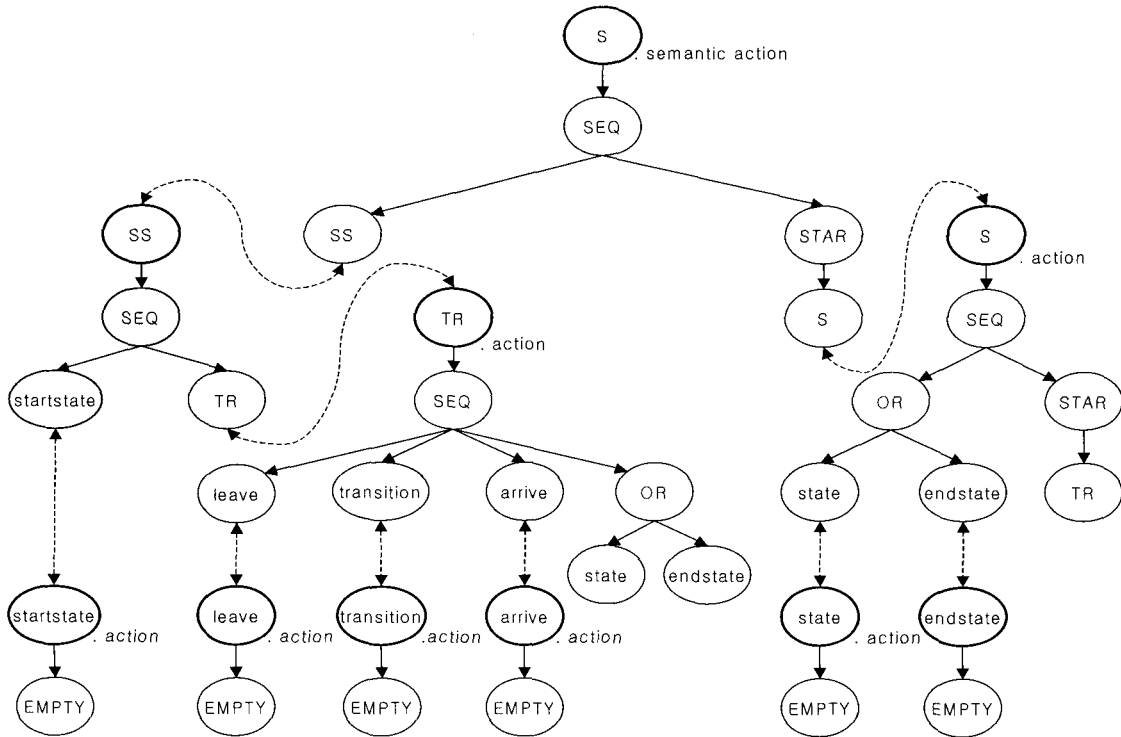 S
. semantic action
SEQ
SS
SS
STAR
S
. action
SEQ
TR
. action
S
SEQ
startstate
TR
SEQ
OR
STAR
leave
transition
arrive
OR
state
endstate
TR
state
endstate
startstate
. action
leave
. action
transition
.action
arrive
. action
state
. action
endstate
EMPTY
EMPTY
EMPTY
EMPTY
EMPTY
EMPTY